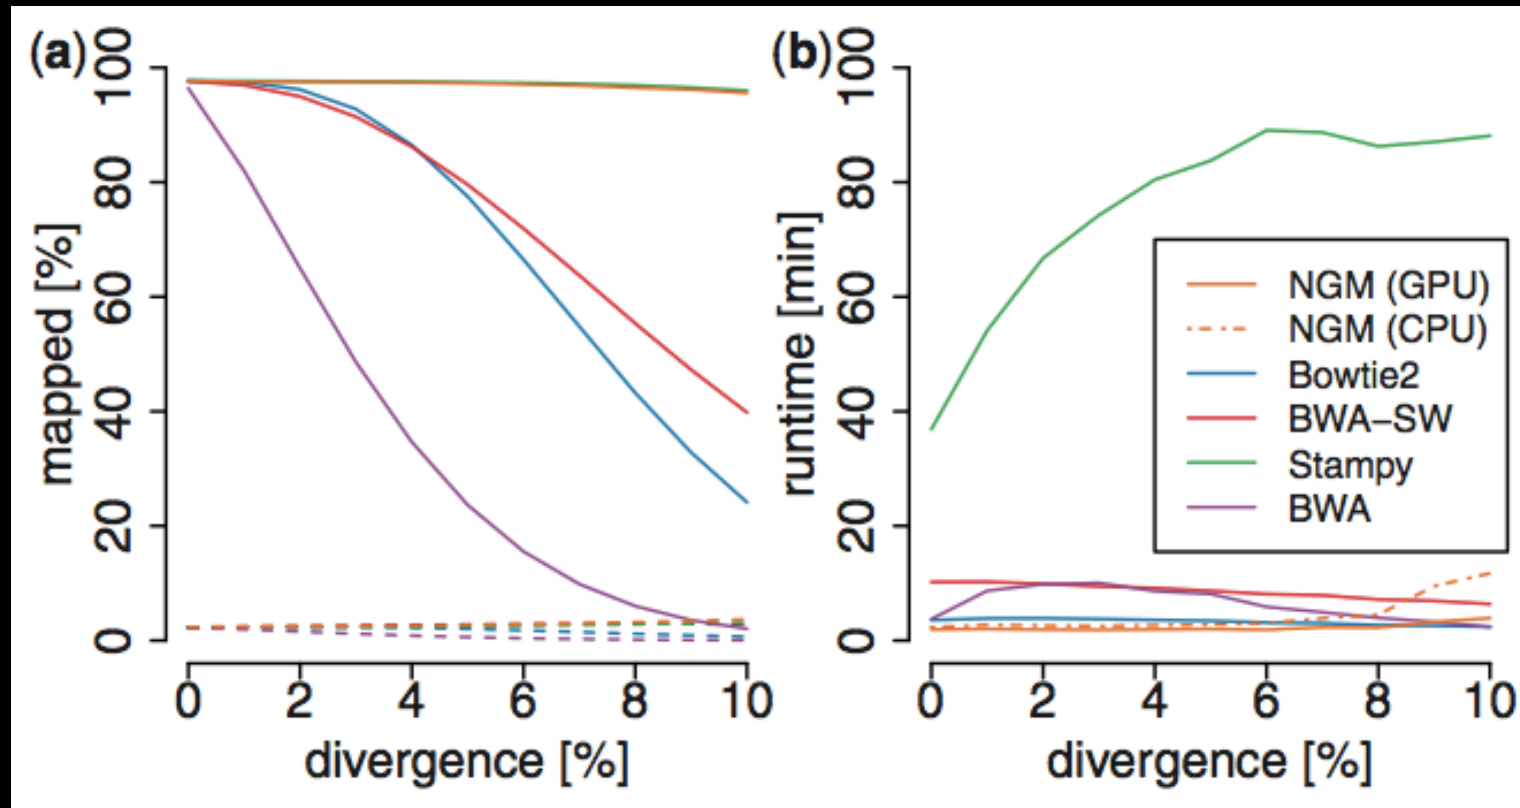 (a)
mapped [%]
100
80
60
40
20
0
0 2 4 6 8 10
divergence [%]
(b)
runtime [min]
100
80
60
40
20
0
NGM (GPU)
NGM (CPU)
Bowtie2
BWA–SW
Stampy
BWA
0 2 4 6 8 10
divergence [%]